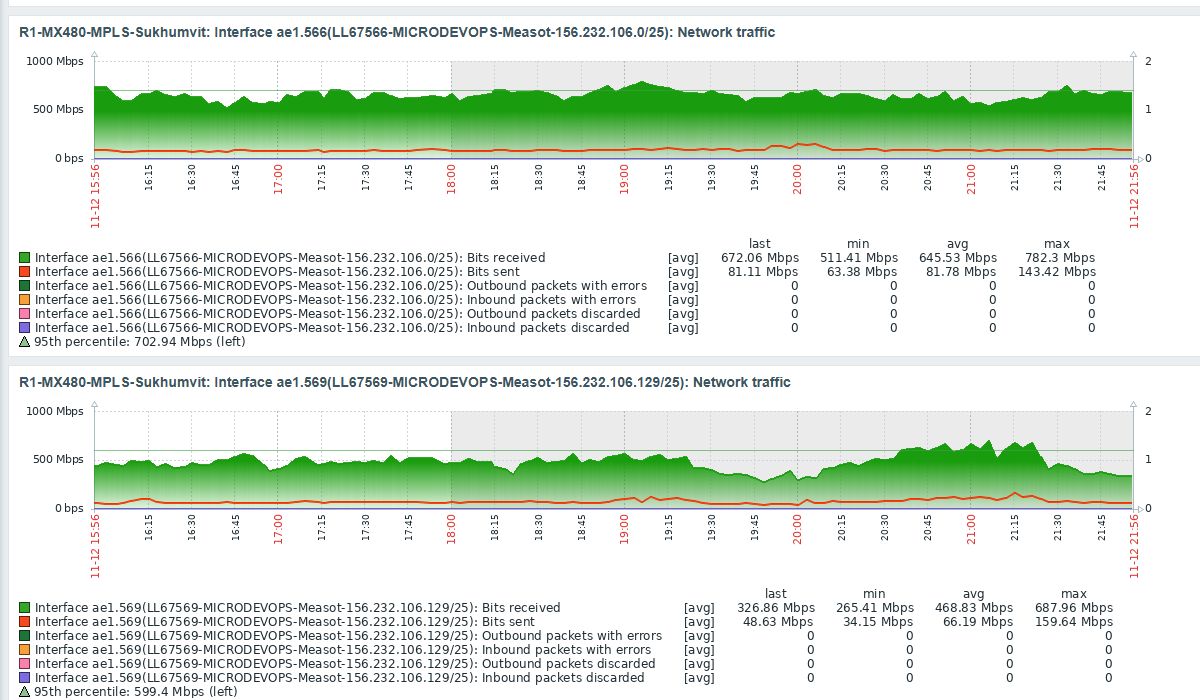 R1-MX480-MPLS-Sukhumvit: Interface ae1.566(LL67566-MICRODEVOPS-Measot-156.232.106.0/25): Network traffic
1000 Mbps 2
500 Mbps 1
0 bps 0
11-12 15:56 16:15 16:30 16:45 17:00 17:15 17:30 17:45 18:00 18:15 18:30 18:45 19:00 19:15 19:30 19:45 20:00 20:15 20:30 20:45 21:00 21:15 21:30 21:45 11-12 21:56
last min avg max
Interface ae1.566(LL67566-MICRODEVOPS-Measot-156.232.106.0/25): Bits received [avg] 672.06 Mbps 511.41 Mbps 645.53 Mbps 782.3 Mbps
Interface ae1.566(LL67566-MICRODEVOPS-Measot-156.232.106.0/25): Bits sent [avg] 81.11 Mbps 63.38 Mbps 81.78 Mbps 143.42 Mbps
Interface ae1.566(LL67566-MICRODEVOPS-Measot-156.232.106.0/25): Outbound packets with errors [avg] 0 0 0 0
Interface ae1.566(LL67566-MICRODEVOPS-Measot-156.232.106.0/25): Inbound packets with errors [avg] 0 0 0 0
Interface ae1.566(LL67566-MICRODEVOPS-Measot-156.232.106.0/25): Outbound packets discarded [avg] 0 0 0 0
Interface ae1.566(LL67566-MICRODEVOPS-Measot-156.232.106.0/25): Inbound packets discarded [avg] 0 0 0 0
95th percentile: 702.94 Mbps (left)
R1-MX480-MPLS-Sukhumvit: Interface ae1.569(LL67569-MICRODEVOPS-Measot-156.232.106.129/25): Network traffic
1000 Mbps 2
500 Mbps 1
0 bps 0
11-12 15:56 16:15 16:30 16:45 17:00 17:15 17:30 17:45 18:00 18:15 18:30 18:45 19:00 19:15 19:30 19:45 20:00 20:15 20:30 20:45 21:00 21:15 21:30 21:45 11-12 21:56
last min avg max
Interface ae1.569(LL67569-MICRODEVOPS-Measot-156.232.106.129/25): Bits received [avg] 326.86 Mbps 265.41 Mbps 468.83 Mbps 687.96 Mbps
Interface ae1.569(LL67569-MICRODEVOPS-Measot-156.232.106.129/25): Bits sent [avg] 48.63 Mbps 34.15 Mbps 66.19 Mbps 159.64 Mbps
Interface ae1.569(LL67569-MICRODEVOPS-Measot-156.232.106.129/25): Outbound packets with errors [avg] 0 0 0 0
Interface ae1.569(LL67569-MICRODEVOPS-Measot-156.232.106.129/25): Inbound packets with errors [avg] 0 0 0 0
Interface ae1.569(LL67569-MICRODEVOPS-Measot-156.232.106.129/25): Outbound packets discarded [avg] 0 0 0 0
Interface ae1.569(LL67569-MICRODEVOPS-Measot-156.232.106.129/25): Inbound packets discarded [avg] 0 0 0 0
95th percentile: 599.4 Mbps (left)